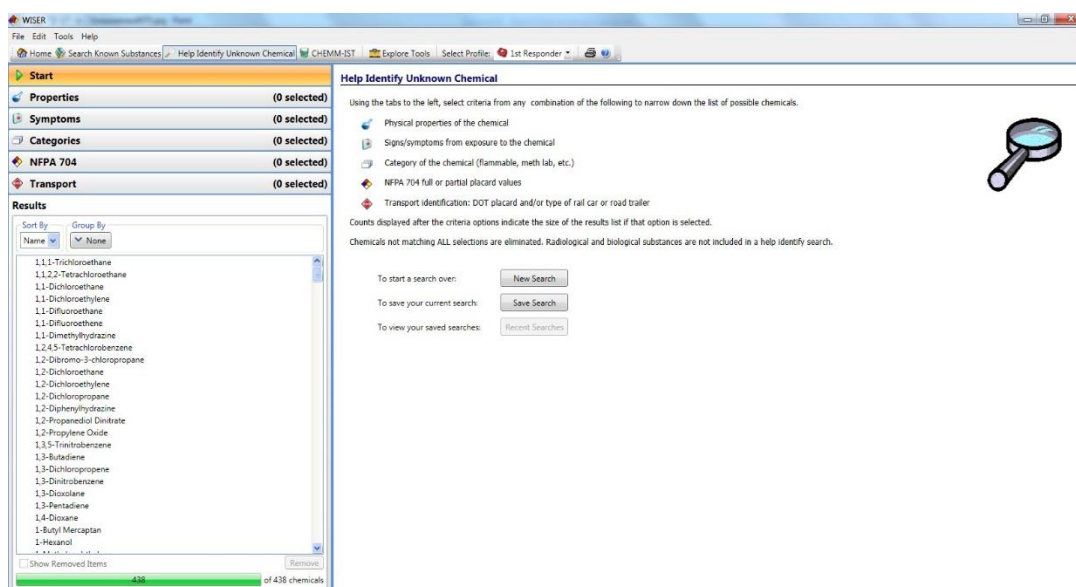 WISER
File Edit Tools Help
Home Search Known Substances Help Identify Unknown Chemical CHEMM-IST Explore Tools Select Profile: 1st Responder
Start
Properties (0 selected)
Symptoms (0 selected)
Categories (0 selected)
NFPA 704 (0 selected)
Transport (0 selected)
Results
Sort By Group By
Name None
1,1,1-Trichloroethane
1,1,2,2-Tetrachloroethane
1,1-Dichloroethane
1,1-Dichloroethylene
1,1-Difluoroethane
1,1-Difluoroethene
1,1-Dimethylhydrazine
1,2,4,5-Tetrachlorobenzene
1,2-Dibromo-3-chloropropane
1,2-Dichloroethane
1,2-Dichloroethylene
1,2-Dichloropropane
1,2-Diphenylhydrazine
1,2-Propanediol Dinitrate
1,2-Propylene Oxide
1,3,5-Trinitrobenzene
1,3-Butadiene
1,3-Dichloropropene
1,3-Dinitrobenzene
1,3-Dioxolane
1,3-Pentadiene
1,4-Dioxane
1-Butyl Mercaptan
1-Hexanol
Show Removed Items Remove
438 of 438 chemicals
Help Identify Unknown Chemical
Using the tabs to the left, select criteria from any combination of the following to narrow down the list of possible chemicals.
Physical properties of the chemical
Signs/symptoms from exposure to the chemical
Category of the chemical (flammable, meth lab, etc.)
NFPA 704 full or partial placard values
Transport identification: DOT placard and/or type of rail car or road trailer
Counts displayed after the criteria options indicate the size of the results list if that option is selected.
Chemicals not matching ALL selections are eliminated. Radiological and biological substances are not included in a help identify search.
To start a search over: New Search
To save your current search: Save Search
To view your saved searches: Recent Searches